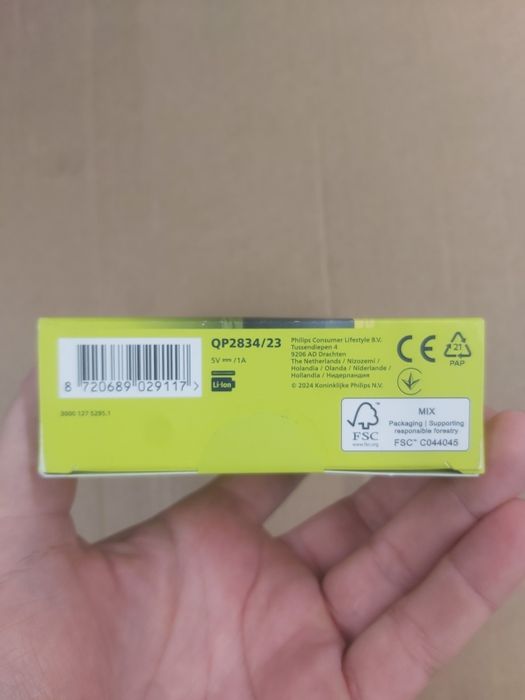 8 720689 029117 >
3000 127 5295.1
QP2834/23
5V ⎓ /1A
Li-Ion
Philips Consumer Lifestyle B.V.
Tussendiepen 4
9206 AD Drachten
The Netherlands / Nizozemí /
Holandia / Olanda / Niderlande /
Hollandia / Нидерландия
© 2024 Koninklijke Philips N.V.
CE
21
PAP
FSC
www.fsc.org
MIX
Packaging | Supporting
responsible forestry
FSC™ C044045